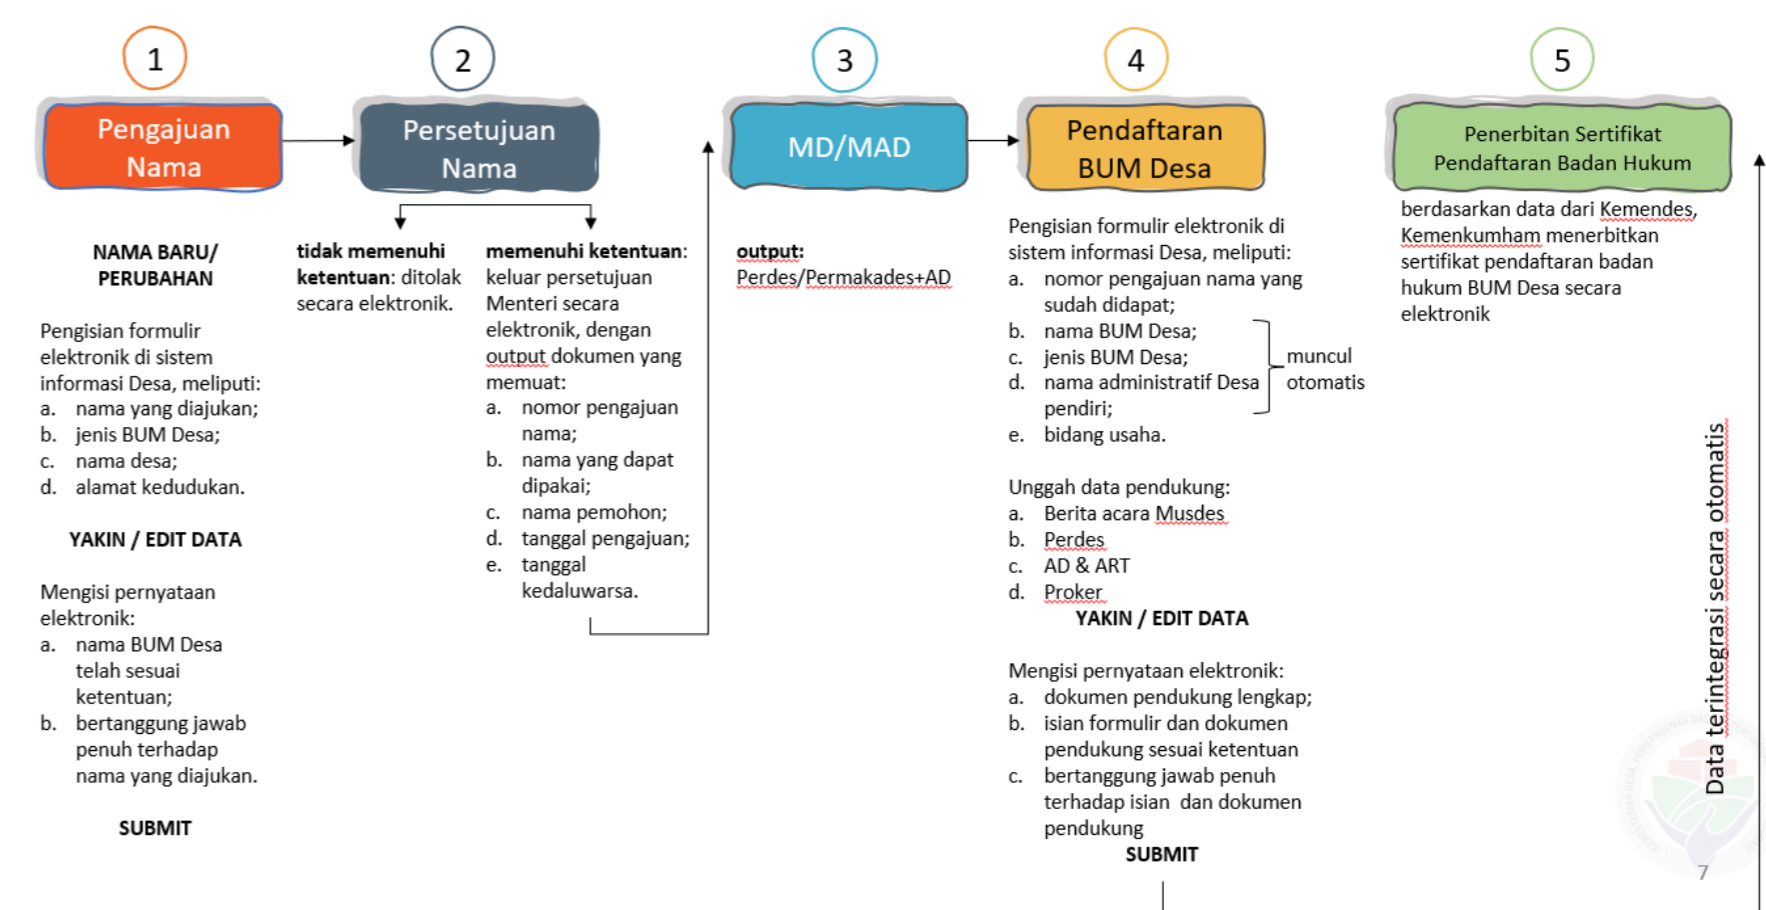 1
Pengajuan
Nama
NAMA BARU/
PERUBAHAN
Pengisian formulir
elektronik di sistem
informasi Desa, meliputi:
a. nama yang diajukan;
b. jenis BUM Desa;
c. nama desa;
d. alamat kedudukan.
YAKIN / EDIT DATA
Mengisi pernyataan
elektronik:
a. nama BUM Desa
telah sesuai
ketentuan;
b. bertanggung jawab
penuh terhadap
nama yang diajukan.
SUBMIT
2
Persetujuan
Nama
tidak memenuhi
ketentuan: ditolak
secara elektronik.
memenuhi ketentuan:
keluar persetujuan
Menteri secara
elektronik, dengan
output dokumen yang
memuat:
a. nomor pengajuan
nama;
b. nama yang dapat
dipakai;
c. nama pemohon;
d. tanggal pengajuan;
e. tanggal
kedaluwarsa.
3
MD/MAD
output:
Perdes/Permakades+AD
4
Pendaftaran
BUM Desa
Pengisian formulir elektronik di
sistem informasi Desa, meliputi:
a. nomor pengajuan nama yang
sudah didapat;
b. nama BUM Desa;
c. jenis BUM Desa;
d. nama administratif Desa
pendiri;
e. bidang usaha.
muncul
otomatis
Unggah data pendukung:
a. Berita acara Musdes
b. Perdes
c. AD & ART
d. Proker
YAKIN / EDIT DATA
Mengisi pernyataan elektronik:
a. dokumen pendukung lengkap;
b. isian formulir dan dokumen
pendukung sesuai ketentuan
c. bertanggung jawab penuh
terhadap isian dan dokumen
pendukung
SUBMIT
5
Penerbitan Sertifikat
Pendaftaran Badan Hukum
berdasarkan data dari Kemendes,
Kemenkumham menerbitkan
sertifikat pendaftaran badan
hukum BUM Desa secara
elektronik
Data terintegrasi secara otomatis
7